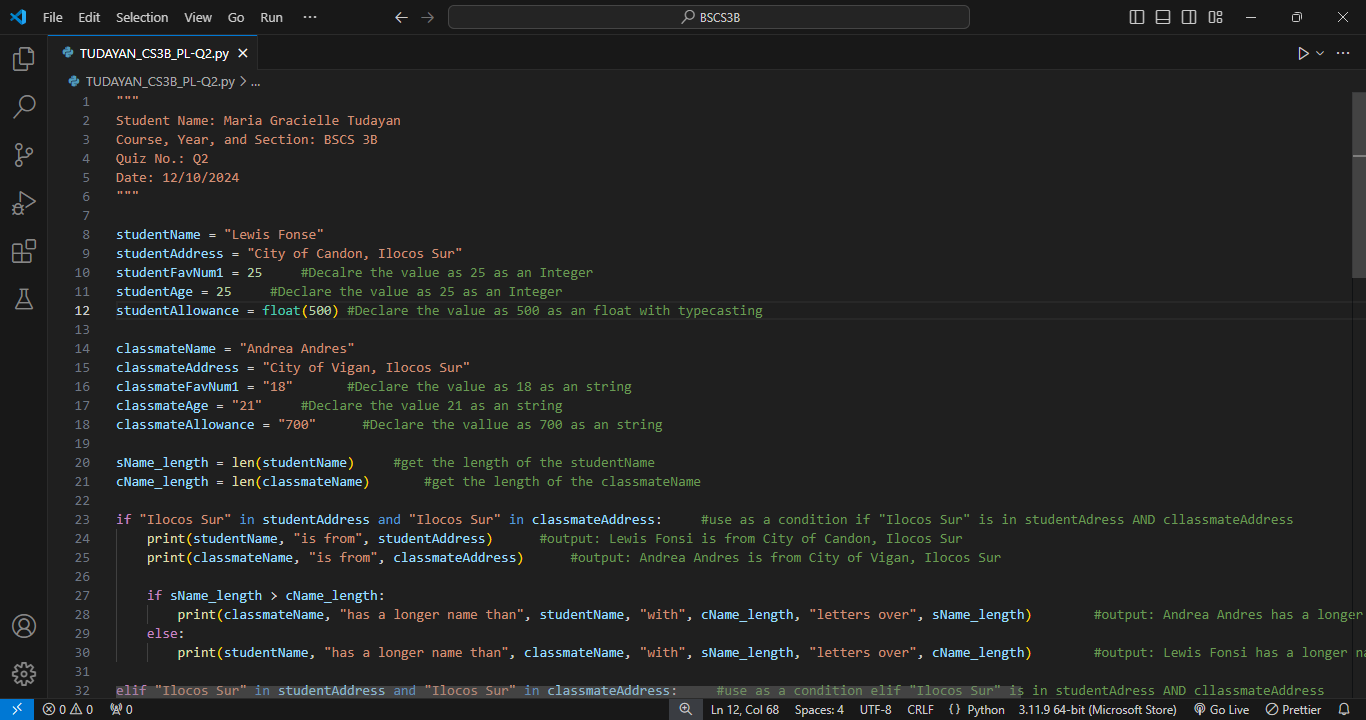 File Edit Selection View Go Run ··· BSCS3B
TUDAYAN_CS3B_PL-Q2.py
TUDAYAN_CS3B_PL-Q2.py > ...
1 """
2 Student Name: Maria Gracielle Tudayan
3 Course, Year, and Section: BSCS 3B
4 Quiz No.: Q2
5 Date: 12/10/2024
6 """
7
8 studentName = "Lewis Fonse"
9 studentAddress = "City of Candon, Ilocos Sur"
10 studentFavNum1 = 25     #Decalre the value as 25 as an Integer
11 studentAge = 25     #Declare the value as 25 as an Integer
12 studentAllowance = float(500) #Declare the value as 500 as an float with typecasting
13
14 classmateName = "Andrea Andres"
15 classmateAddress = "City of Vigan, Ilocos Sur"
16 classmateFavNum1 = "18"       #Declare the value as 18 as an string
17 classmateAge = "21"     #Declare the value 21 as an string
18 classmateAllowance = "700"      #Declare the vallue as 700 as an string
19
20 sName_length = len(studentName)     #get the length of the studentName
21 cName_length = len(classmateName)       #get the length of the classmateName
22
23 if "Ilocos Sur" in studentAddress and "Ilocos Sur" in classmateAddress:     #use as a condition if "Ilocos Sur" is in studentAdress AND cllassmateAddress
24     print(studentName, "is from", studentAddress)      #output: Lewis Fonsi is from City of Candon, Ilocos Sur
25     print(classmateName, "is from", classmateAddress)      #output: Andrea Andres is from City of Vigan, Ilocos Sur
26
27     if sName_length > cName_length:
28         print(classmateName, "has a longer name than", studentName, "with", cName_length, "letters over", sName_length)        #output: Andrea Andres has a longer
29     else:
30         print(studentName, "has a longer name than", classmateName, "with", sName_length, "letters over", cName_length)        #output: Lewis Fonsi has a longer na
31
32 elif "Ilocos Sur" in studentAddress and "Ilocos Sur" in classmateAddress:     #use as a condition elif "Ilocos Sur" is in studentAdress AND cllassmateAddress
0 0 0 Ln 12, Col 68 Spaces: 4 UTF-8 CRLF {} Python 3.11.9 64-bit (Microsoft Store) Go Live Prettier